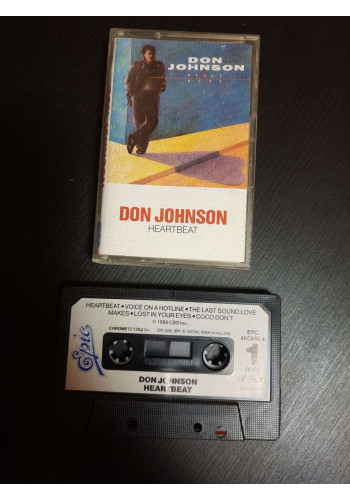 DON
JOHNSON
DON JOHNSON
HEARTBEAT
HEARTBEAT • VOICE ON A HOTLINE • THE LAST SOUND LOVE
MAKES • LOST IN YOUR EYES • COCO DON'T
© 1986 CBS Inc.
CHROME
EPC
Epic
1
DON JOHNSON
HEARTBEAT